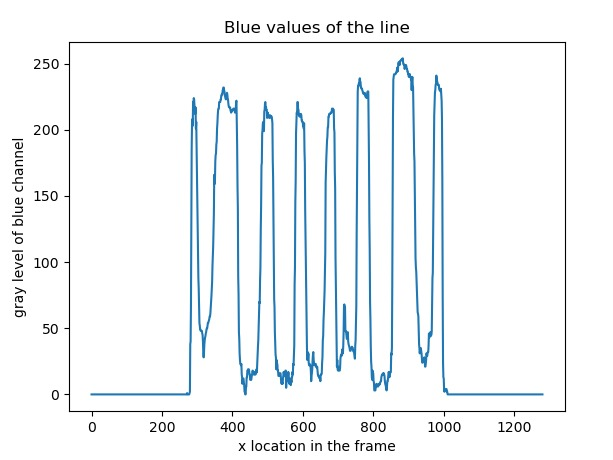 Blue values of the line
gray level of blue channel
250
200
150
100
50
0
0 200 400 600 800 1000 1200
x location in the frame